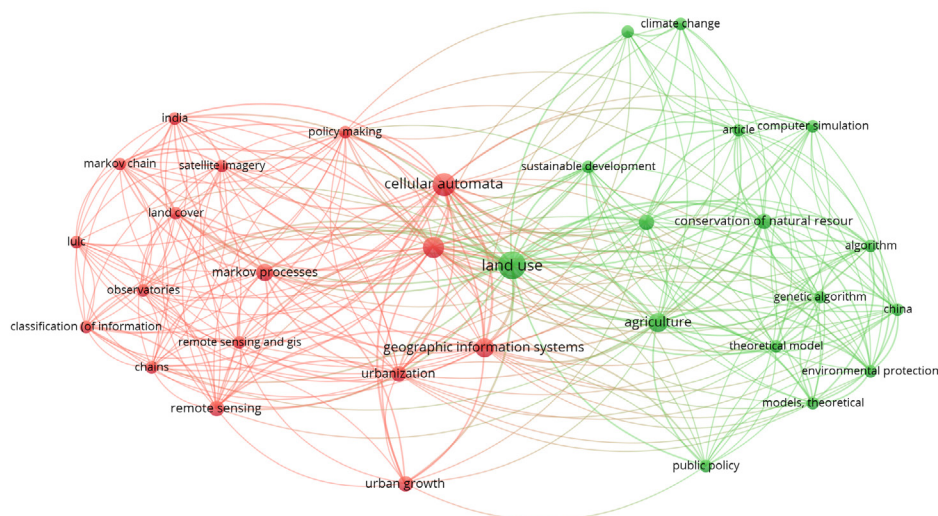 climate change
india
policy making
article
computer simulation
markov chain
satellite imagery
sustainable development
cellular automata
land cover
conservation of natural resour
lulc
algorithm
land use
markov processes
observatories
genetic algorithm
china
classification (of information
agriculture
remote sensing and gis
geographic information systems
theoretical model
chains
urbanization
environmental protection
remote sensing
models, theoretical
public policy
urban growth